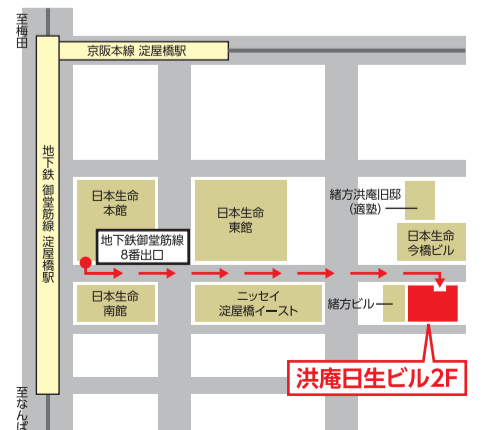 至梅田
京阪本線 淀屋橋駅
地下鉄 御堂筋線 淀屋橋駅
日本生命
本館
日本生命
東館
緒方洪庵旧邸
（適塾）
日本生命
今橋ビル
地下鉄御堂筋線
8番出口
日本生命
南館
ニッセイ
淀屋橋イースト
緒方ビル
洪庵日生ビル2F
至なんば